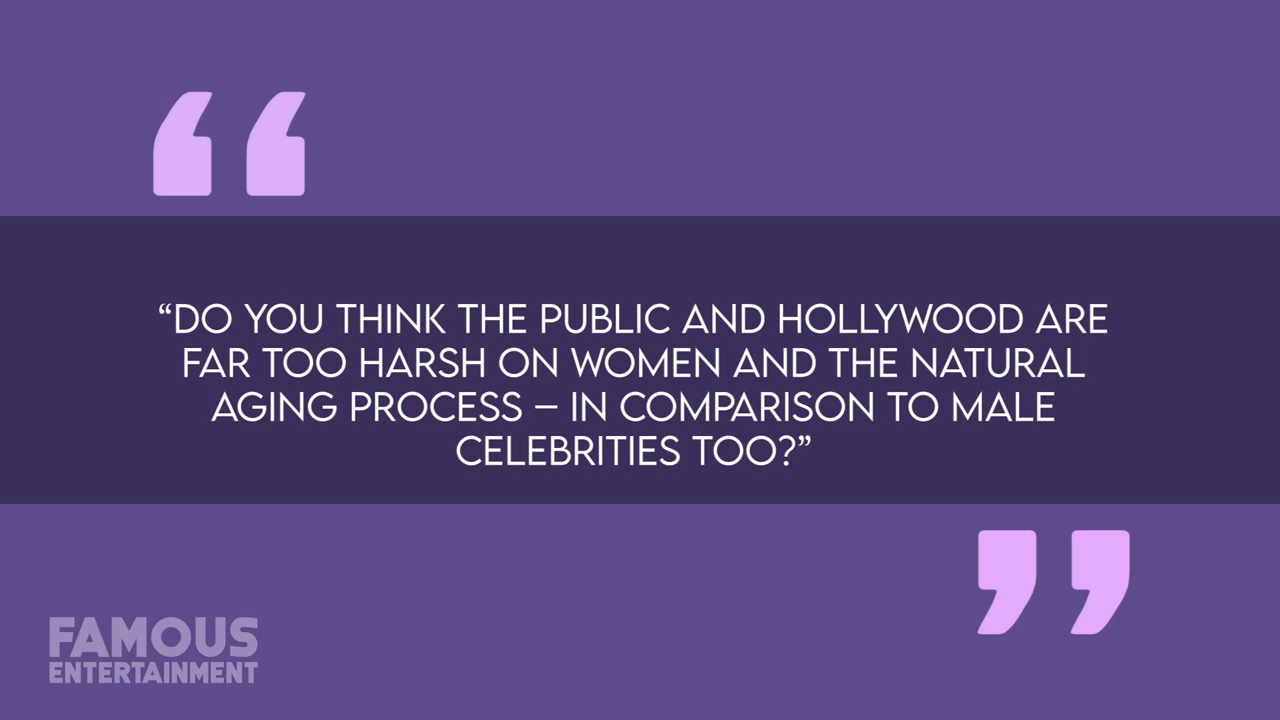 “DO YOU THINK THE PUBLIC AND HOLLYWOOD ARE
FAR TOO HARSH ON WOMEN AND THE NATURAL
AGING PROCESS – IN COMPARISON TO MALE
CELEBRITIES TOO?”
FAMOUS
ENTERTAINMENT